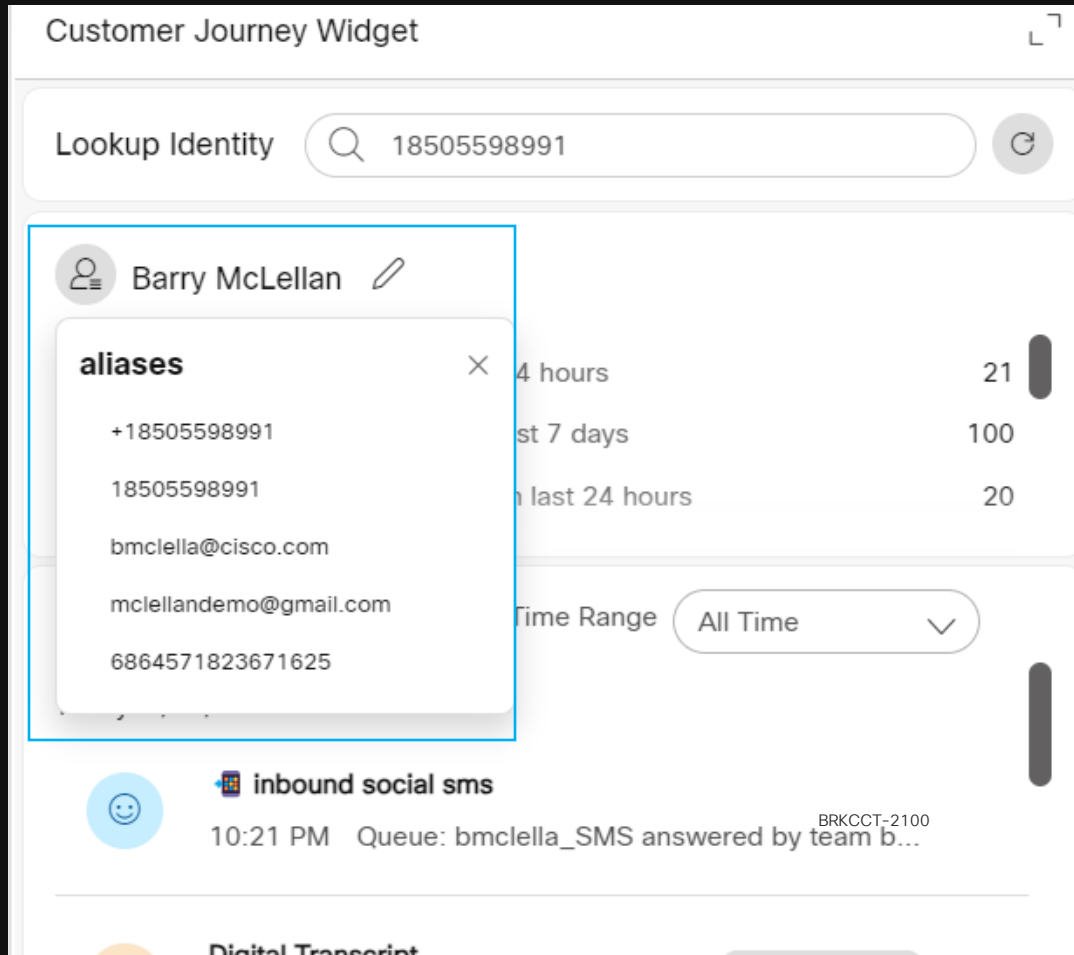 Customer Journey Widget
Lookup Identity 18505598991
Barry McLellan
aliases
+18505598991
18505598991
bmclella@cisco.com
mclellandemo@gmail.com
6864571823671625
4 hours 21
st 7 days 100
last 24 hours 20
Time Range All Time
inbound social sms
10:21 PM Queue: bmclella_SMS answered by team b...
BRKCCT-2100
Digital Transcript